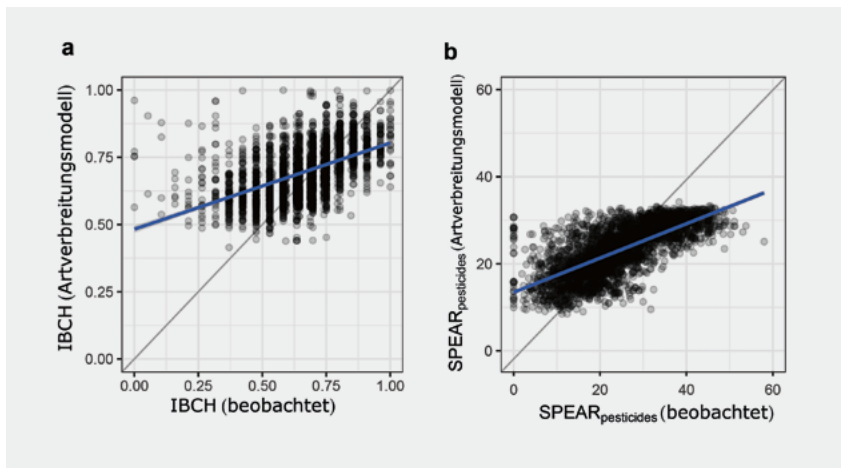 a
IBCH (Artverbreitungsmodell)
1.00
0.75
0.50
0.25
0.00
0.00 0.25 0.50 0.75 1.00
IBCH (beobachtet)
b
SPEARpesticides (Artverbreitungsmodell)
60
40
20
0
0 20 40 60
SPEARpesticides (beobachtet)